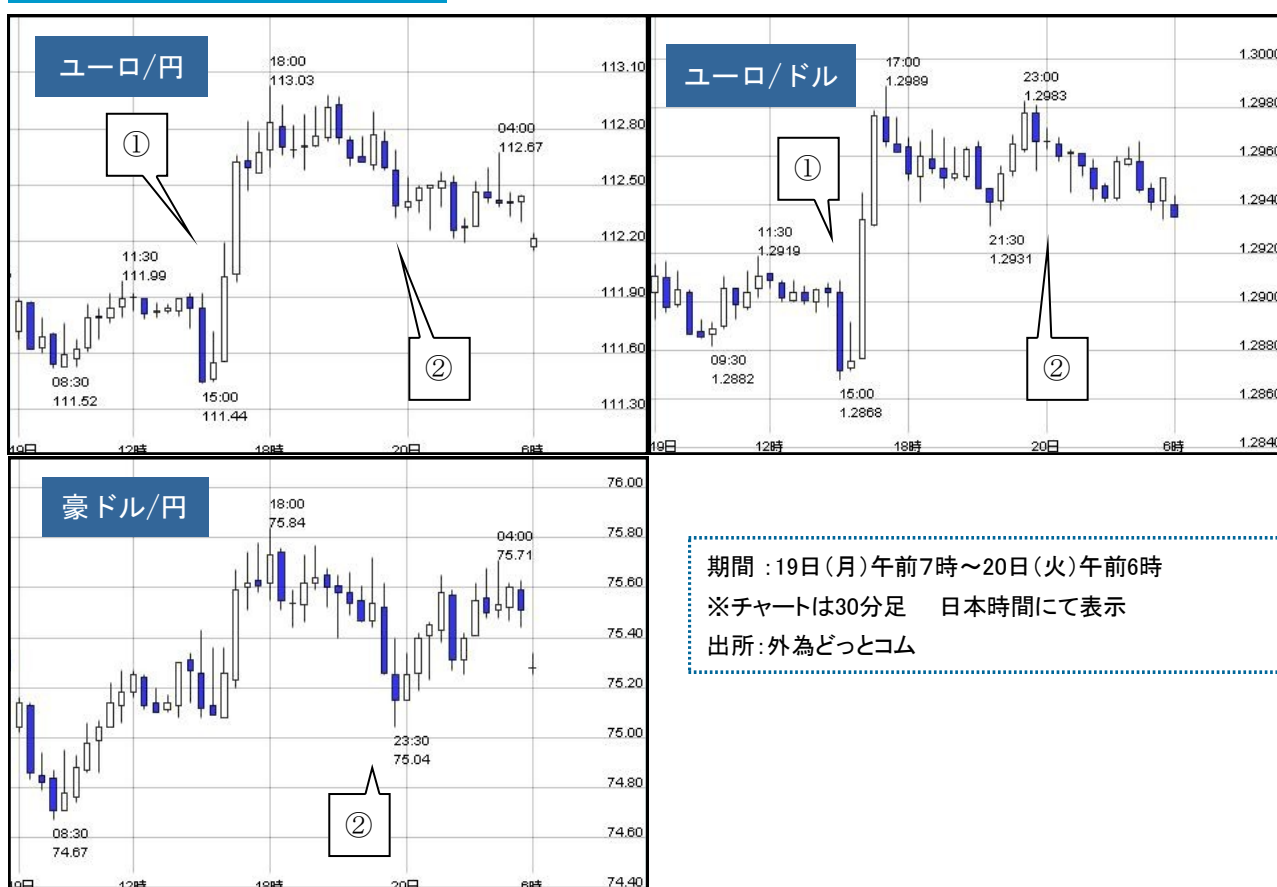 ユーロ/円
①
②
18:00
113.03
04:00
112.67
11:30
111.99
08:30
111.52
15:00
111.44
113.10
112.80
112.50
112.20
111.90
111.60
111.30
19日
12時
18時
20日
6時
ユーロ/ドル
①
②
17:00
1.2989
23:00
1.2983
11:30
1.2919
21:30
1.2931
09:30
1.2882
15:00
1.2868
1.3000
1.2980
1.2960
1.2940
1.2920
1.2900
1.2880
1.2860
1.2840
19日
12時
18時
20日
6時
豪ドル/円
②
18:00
75.84
04:00
75.71
23:30
75.04
08:30
74.67
76.00
75.80
75.60
75.40
75.20
75.00
74.80
74.60
74.40
19日
12時
18時
20日
6時
期間:19日(月)午前7時~20日(火)午前6時
※チャートは30分足 日本時間にて表示
出所:外為どっとコム